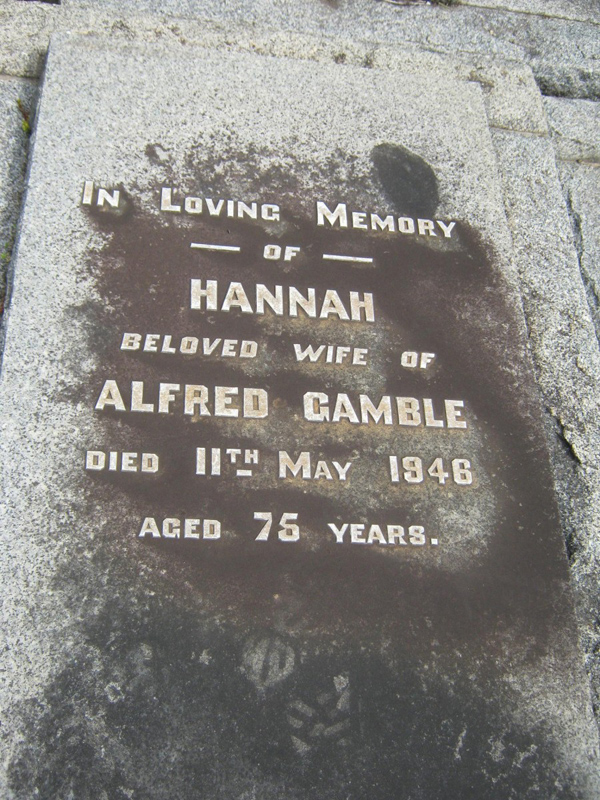 IN LOVING MEMORY
— OF —
HANNAH
BELOVED WIFE OF
ALFRED GAMBLE
DIED 11TH MAY 1946
AGED 75 YEARS.